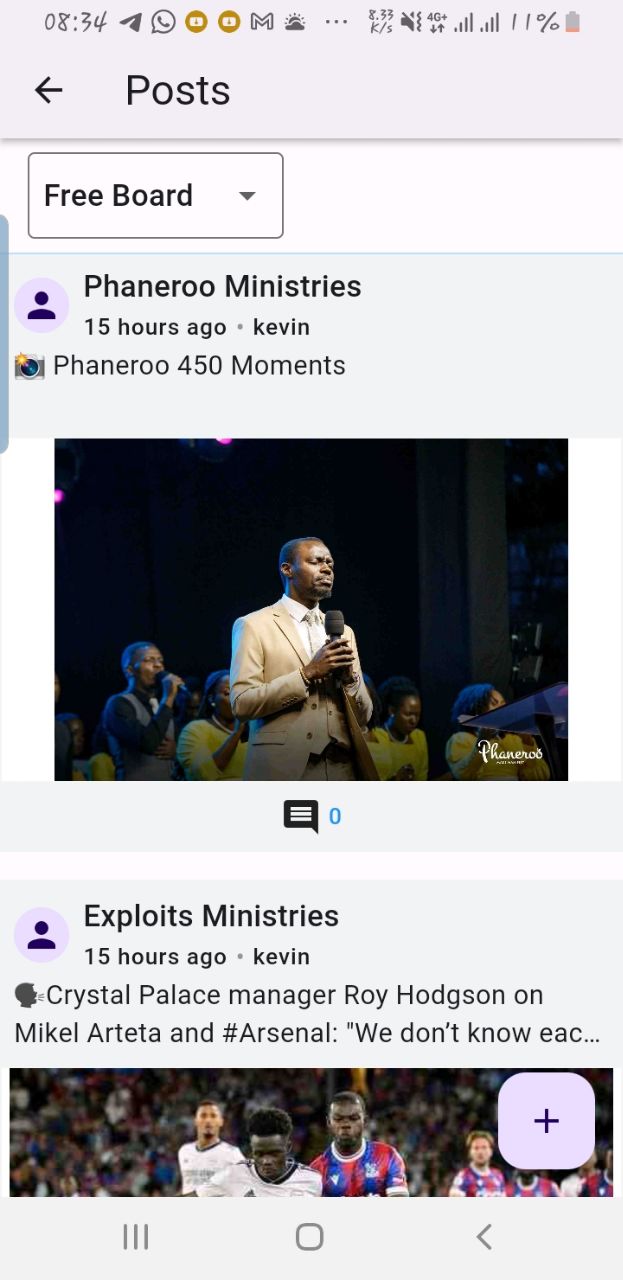 08:34 ... 8.33 K/S 4G+ 11%
Posts
Free Board
Phaneroo Ministries
15 hours ago • kevin
📸 Phaneroo 450 Moments
Phaneroo
0
Exploits Ministries
15 hours ago • kevin
🗣Crystal Palace manager Roy Hodgson on
Mikel Arteta and #Arsenal: "We don’t know eac...
+